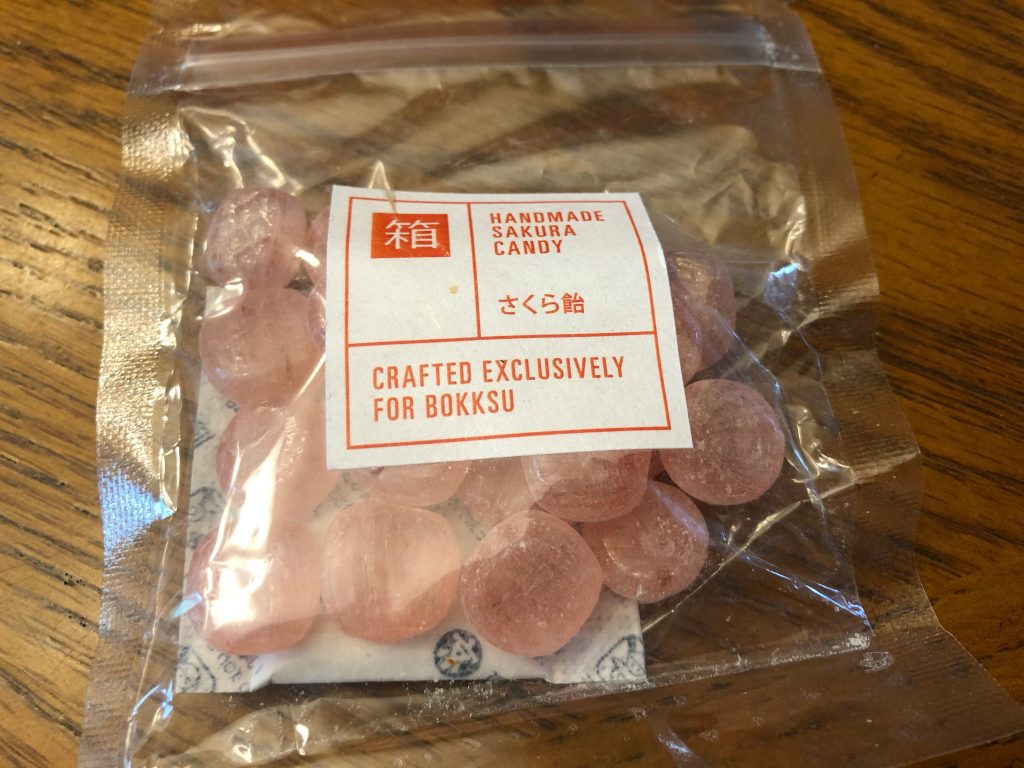 箱
HANDMADE
SAKURA
CANDY
さくら飴
CRAFTED EXCLUSIVELY
FOR BOKKSU